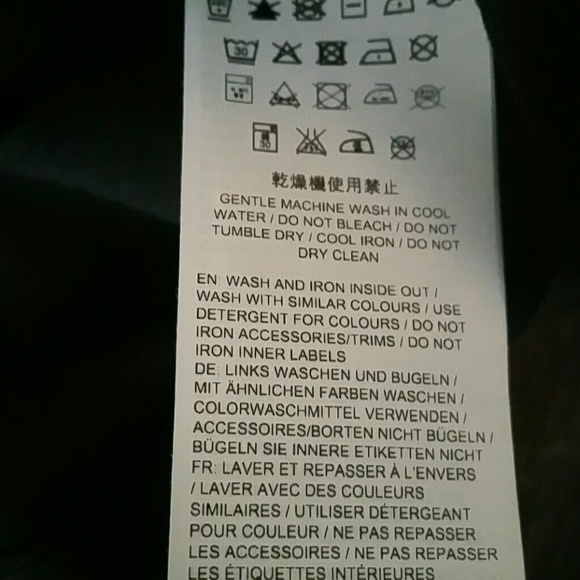 30
30
乾燥機使用禁止
GENTLE MACHINE WASH IN COOL
WATER / DO NOT BLEACH / DO NOT
TUMBLE DRY / COOL IRON / DO NOT
DRY CLEAN
EN: WASH AND IRON INSIDE OUT /
WASH WITH SIMILAR COLOURS / USE
DETERGENT FOR COLOURS / DO NOT
IRON ACCESSORIES/TRIMS / DO NOT
IRON INNER LABELS
DE: LINKS WASCHEN UND BUGELN /
MIT ÄHNLICHEN FARBEN WASCHEN /
COLORWASCHMITTEL VERWENDEN /
ACCESSOIRES/BORTEN NICHT BÜGELN /
BÜGELN SIE INNERE ETIKETTEN NICHT
FR: LAVER ET REPASSER À L'ENVERS
/ LAVER AVEC DES COULEURS
SIMILAIRES / UTILISER DÉTERGEANT
POUR COULEUR / NE PAS REPASSER
LES ACCESSOIRES / NE PAS REPASSER
LES ÉTIQUETTES INTÉRIEURES